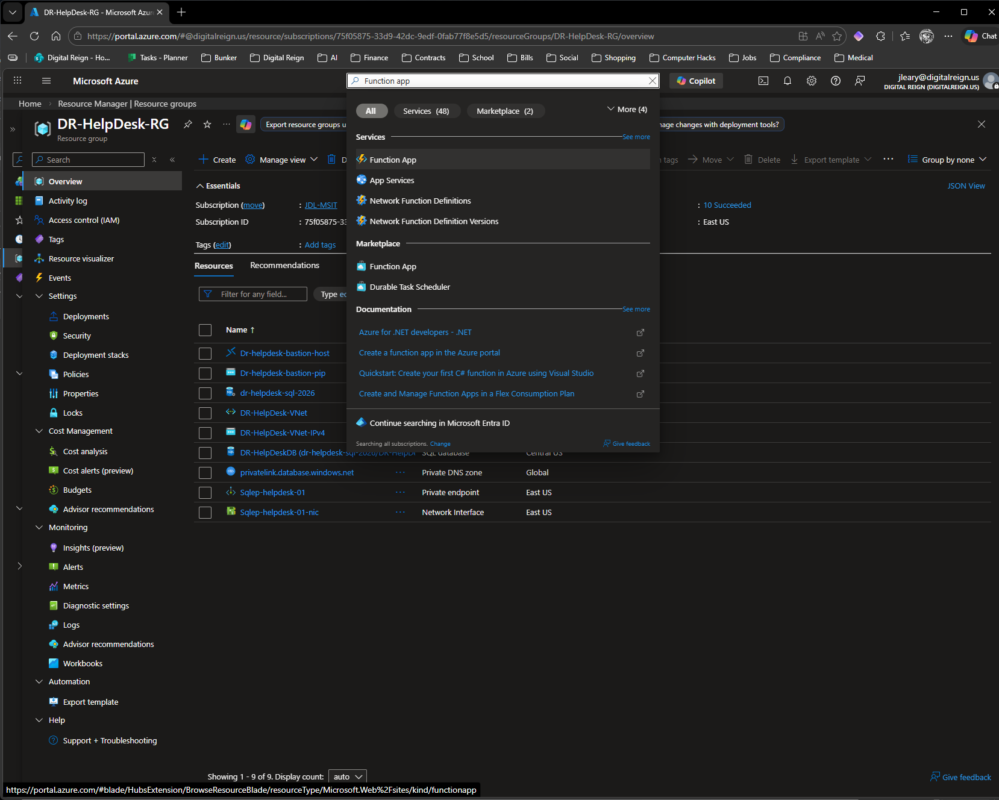 DR-HelpDesk-RG - Microsoft Azur
https://portal.azure.com/#@digitalreign.us/resource/subscriptions/75f05875-33d9-42dc-9edf-0fab77f8e5d5/resourceGroups/DR-HelpDesk-RG/overview
Chat
Digital Reign - Ho...
Tasks - Planner
Bunker
Digital Reign
AI
Finance
Contracts
School
Bills
Social
Shopping
Computer Hacks
Jobs
Compliance
Medical
Microsoft Azure
Function app
Copilot
jleary@digitalreign.us
DIGITAL REIGN (DIGITALREIGN.US)
Home
Resource Manager | Resource groups
DR-HelpDesk-RG
Resource group
Export resource groups u
nage changes with deployment tools?
Search
Overview
Activity log
Access control (IAM)
Tags
Resource visualizer
Events
Settings
Deployments
Security
Deployment stacks
Policies
Properties
Locks
Cost Management
Cost analysis
Cost alerts (preview)
Budgets
Advisor recommendations
Monitoring
Insights (preview)
Alerts
Metrics
Diagnostic settings
Logs
Advisor recommendations
Workbooks
Automation
Export template
Help
Support + Troubleshooting
Create
Manage view
D
n tags
Move
Delete
Export template
Group by none
Essentials
JSON View
Subscription (move) : JDL-MSIT
: 10 Succeeded
Subscription ID : 75f05875-33
: East US
Tags (edit) : Add tags
Resources
Recommendations
Filter for any field...
Type eq
Name ↑
Dr-helpdesk-bastion-host
Dr-helpdesk-bastion-pip
dr-helpdesk-sql-2026
DR-HelpDesk-VNet
DR-HelpDesk-VNet-IPv4
DR-HelpDeskDB (dr-helpdesk-sql-2026/DR-HelpD SQL database Central US
privatelink.database.windows.net ... Private DNS zone Global
Sqlep-helpdesk-01 ... Private endpoint East US
Sqlep-helpdesk-01-nic ... Network Interface East US
All
Services (48)
Marketplace (2)
More (4)
Services
See more
Function App
App Services
Network Function Definitions
Network Function Definition Versions
Marketplace
Function App
Durable Task Scheduler
Documentation
See more
Azure for .NET developers - .NET
Create a function app in the Azure portal
Quickstart: Create your first C# function in Azure using Visual Studio
Create and Manage Function Apps in a Flex Consumption Plan
Continue searching in Microsoft Entra ID
Searching all subscriptions. Change
Give feedback
Showing 1 - 9 of 9. Display count: auto
Give feedback
https://portal.azure.com/#blade/HubsExtension/BrowseResourceBlade/resourceType/Microsoft.Web%2Fsites/kind/functionapp